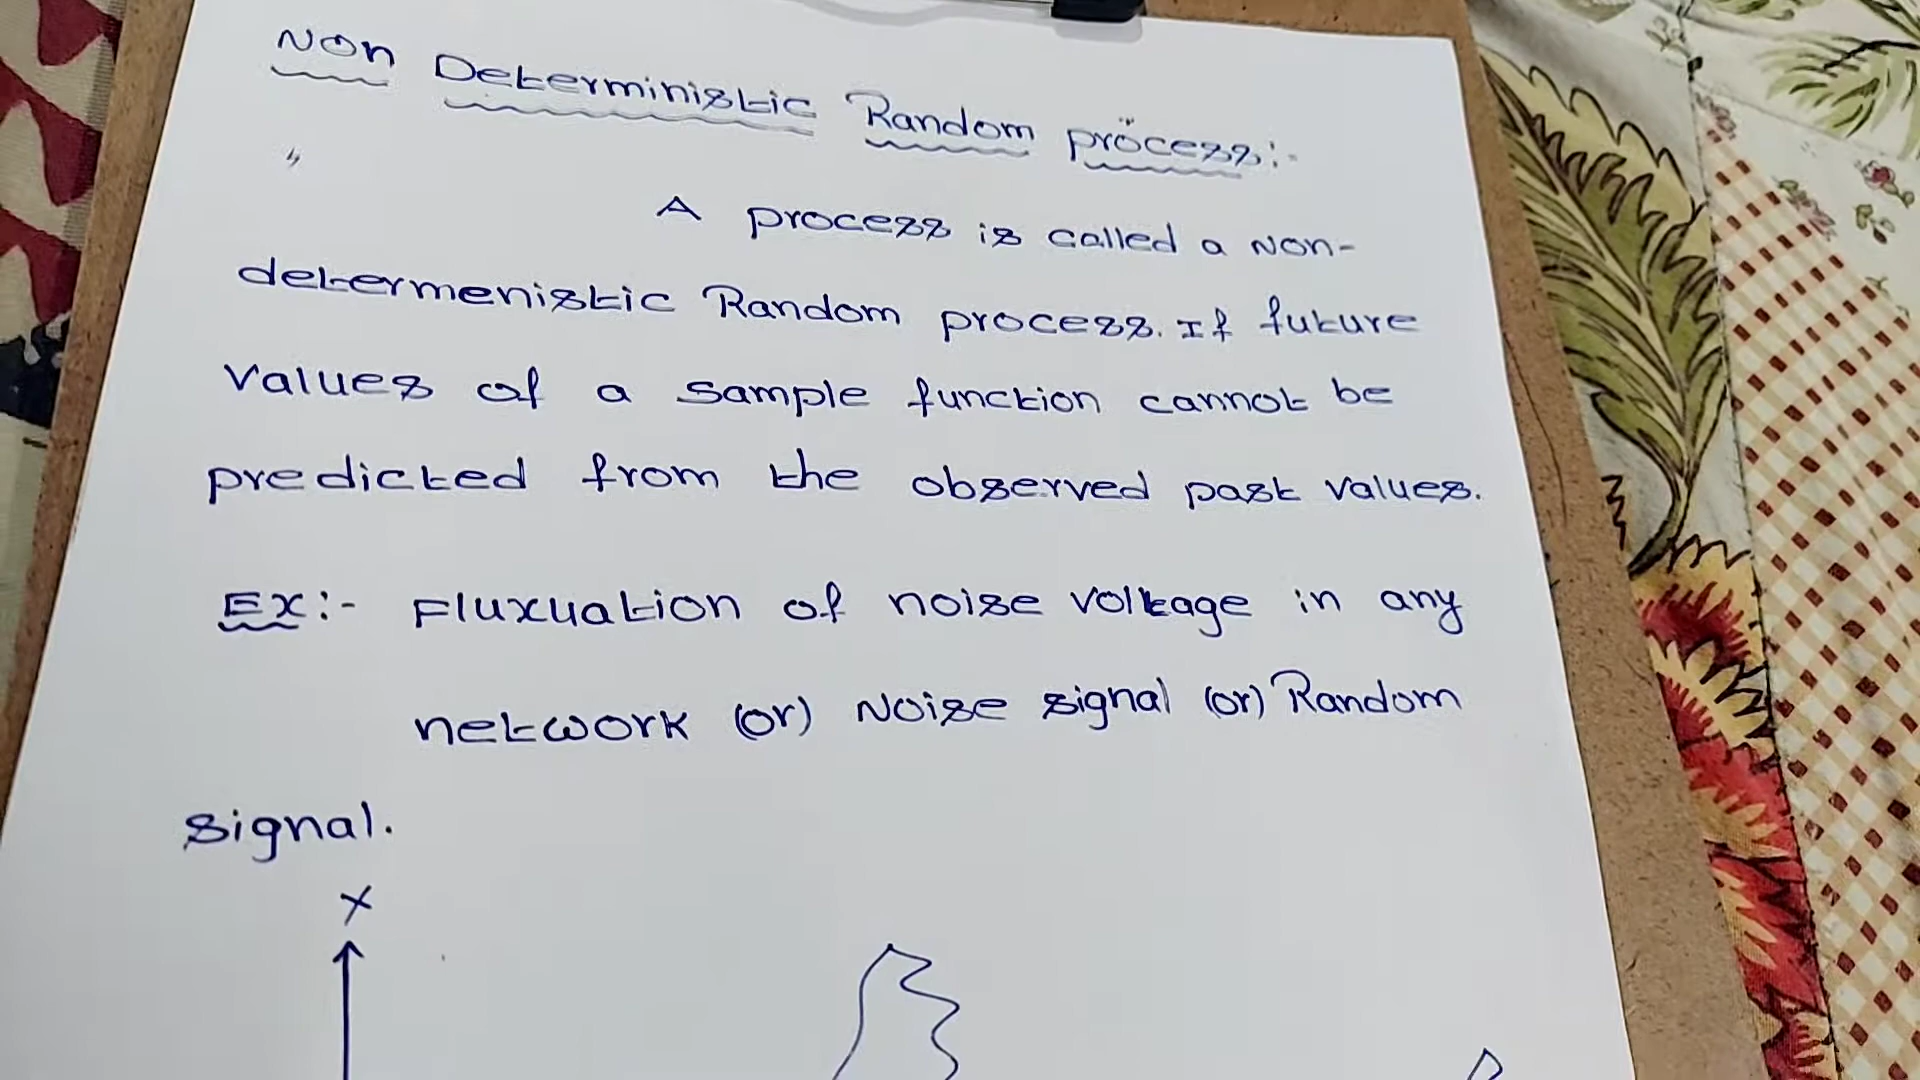 Non Deterministic Random process:-
A process is called a Non-
determenistic Random process. If future
values of a sample function cannot be
predicted from the observed past values.
Ex:- Fluxuation of noise voltage in any
network (or) Noise signal (or) Random
signal.
X